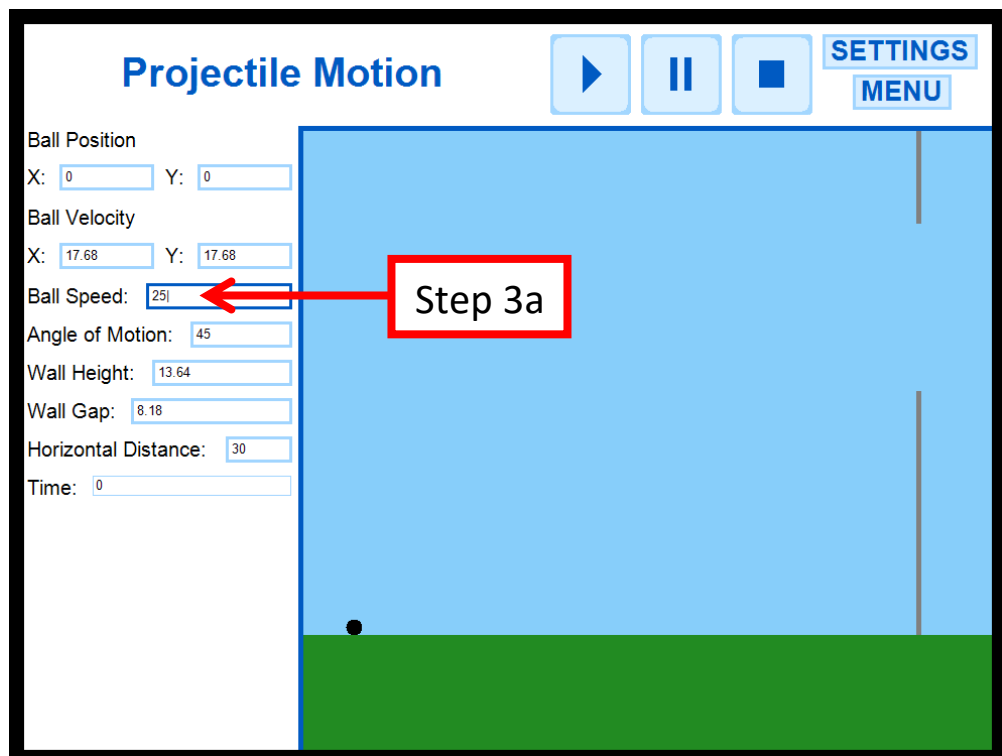 Projectile Motion
SETTINGS
MENU
Ball Position
X: 0 Y: 0
Ball Velocity
X: 17.68 Y: 17.68
Ball Speed: 25
Step 3a
Angle of Motion: 45
Wall Height: 13.64
Wall Gap: 8.18
Horizontal Distance: 30
Time: 0